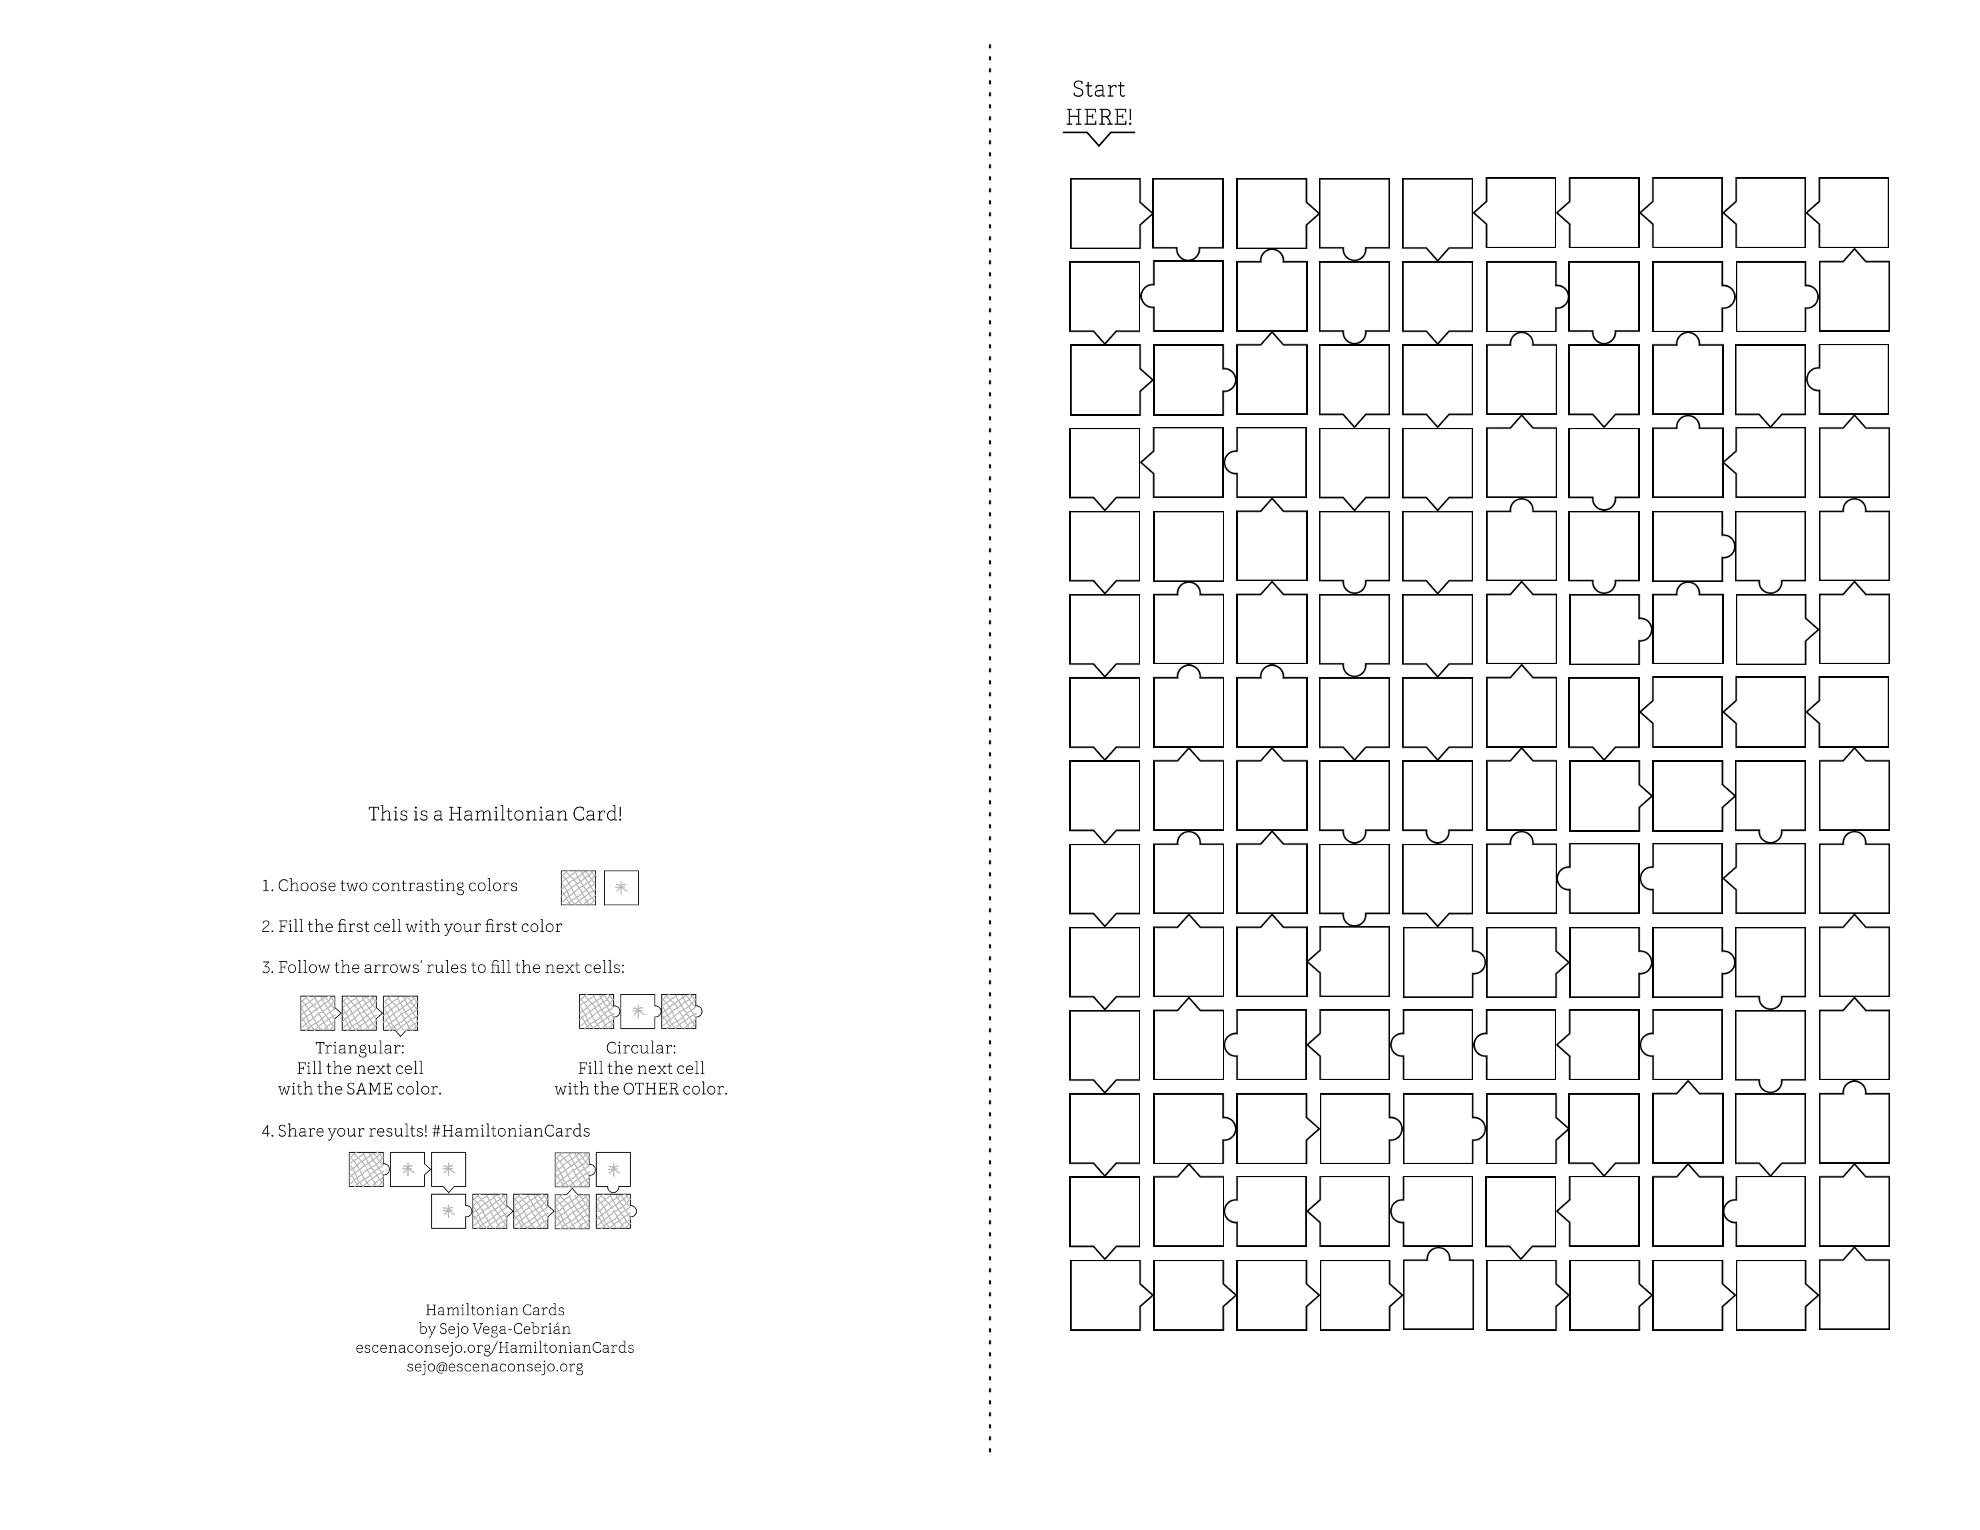 Start
HERE!
This is a Hamiltonian Card!
1. Choose two contrasting colors
2. Fill the first cell with your first color
3. Follow the arrows' rules to fill the next cells:
Triangular:
Fill the next cell
with the SAME color.
Circular:
Fill the next cell
with the OTHER color.
4. Share your results! #HamiltonianCards
Hamiltonian Cards
by Sejo Vega-Cebrián
escenaconsejo.org/HamiltonianCards
sejo@escenaconsejo.org